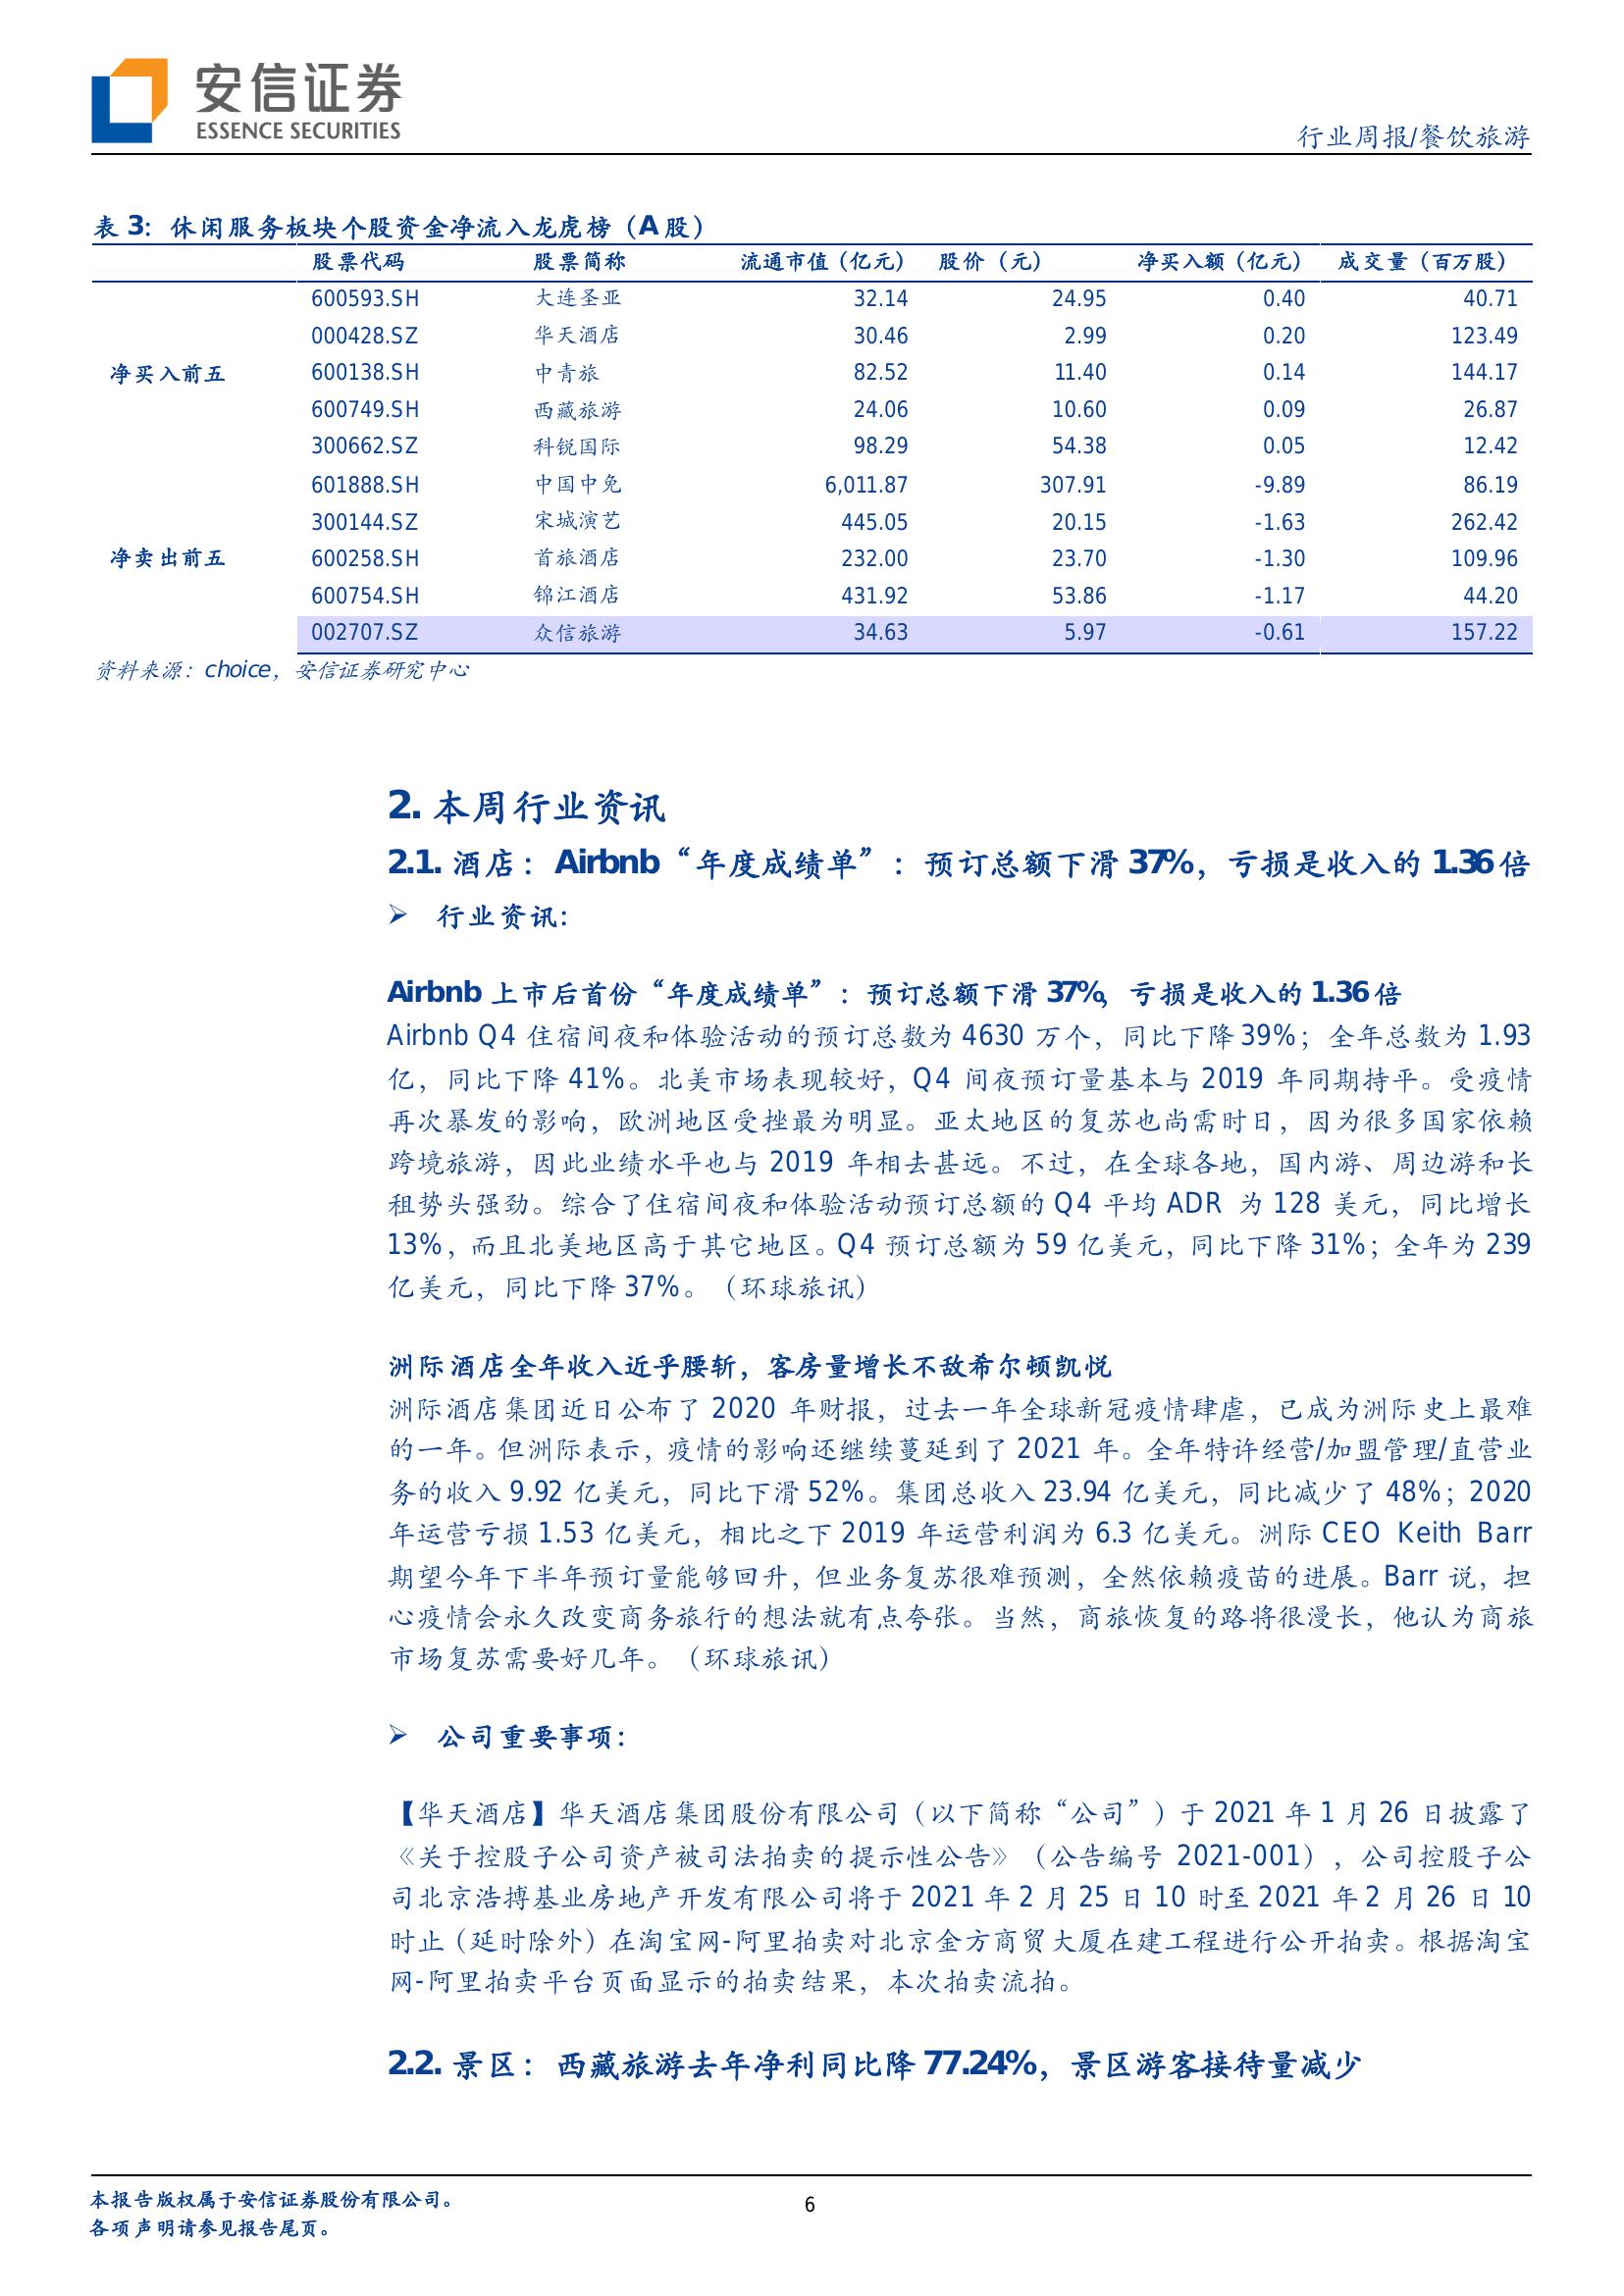 安信证券
ESSENCE SECURITIES
行业周报/餐饮旅游
表 3：休闲服务板块个股资金净流入龙虎榜（A 股）
股票代码 股票简称 流通市值（亿元） 股价（元） 净买入额（亿元） 成交量（百万股）
600593.SH 大连圣亚 32.14 24.95 0.40 40.71
000428.SZ 华天酒店 30.46 2.99 0.20 123.49
净买入前五 600138.SH 中青旅 82.52 11.40 0.14 144.17
600749.SH 西藏旅游 24.06 10.60 0.09 26.87
300662.SZ 科锐国际 98.29 54.38 0.05 12.42
601888.SH 中国中免 6,011.87 307.91 -9.89 86.19
300144.SZ 宋城演艺 445.05 20.15 -1.63 262.42
净卖出前五 600258.SH 首旅酒店 232.00 23.70 -1.30 109.96
600754.SH 锦江酒店 431.92 53.86 -1.17 44.20
002707.SZ 众信旅游 34.63 5.97 -0.61 157.22
资料来源：choice，安信证券研究中心
2. 本周行业资讯
2.1. 酒店：Airbnb“年度成绩单”：预订总额下滑 37%，亏损是收入的 1.36 倍
➢ 行业资讯：
Airbnb 上市后首份“年度成绩单”：预订总额下滑 37%，亏损是收入的 1.36 倍
Airbnb Q4 住宿间夜和体验活动的预订总数为 4630 万个，同比下降 39%；全年总数为 1.93
亿，同比下降 41%。北美市场表现较好，Q4 间夜预订量基本与 2019 年同期持平。受疫情
再次暴发的影响，欧洲地区受挫最为明显。亚太地区的复苏也尚需时日，因为很多国家依赖
跨境旅游，因此业绩水平也与 2019 年相去甚远。不过，在全球各地，国内游、周边游和长
租势头强劲。综合了住宿间夜和体验活动预订总额的 Q4 平均 ADR 为 128 美元，同比增长
13%，而且北美地区高于其它地区。Q4 预订总额为 59 亿美元，同比下降 31%；全年为 239
亿美元，同比下降 37%。（环球旅讯）
洲际酒店全年收入近乎腰斩，客房量增长不敌希尔顿凯悦
洲际酒店集团近日公布了 2020 年财报，过去一年全球新冠疫情肆虐，已成为洲际史上最难
的一年。但洲际表示，疫情的影响还继续蔓延到了 2021 年。全年特许经营/加盟管理/直营业
务的收入 9.92 亿美元，同比下滑 52%。集团总收入 23.94 亿美元，同比减少了 48%；2020
年运营亏损 1.53 亿美元，相比之下 2019 年运营利润为 6.3 亿美元。洲际 CEO Keith Barr
期望今年下半年预订量能够回升，但业务复苏很难预测，全然依赖疫苗的进展。Barr 说，担
心疫情会永久改变商务旅行的想法就有点夸张。当然，商旅恢复的路将很漫长，他认为商旅
市场复苏需要好几年。（环球旅讯）
➢ 公司重要事项：
【华天酒店】华天酒店集团股份有限公司（以下简称“公司”）于 2021 年 1 月 26 日披露了
《关于控股子公司资产被司法拍卖的提示性公告》（公告编号 2021-001），公司控股子公
司北京浩搏基业房地产开发有限公司将于 2021 年 2 月 25 日 10 时至 2021 年 2 月 26 日 10
时止（延时除外）在淘宝网-阿里拍卖对北京金方商贸大厦在建工程进行公开拍卖。根据淘宝
网-阿里拍卖平台页面显示的拍卖结果，本次拍卖流拍。
2.2. 景区：西藏旅游去年净利同比降 77.24%，景区游客接待量减少
本报告版权属于安信证券股份有限公司。
各项声明请参见报告尾页。
6